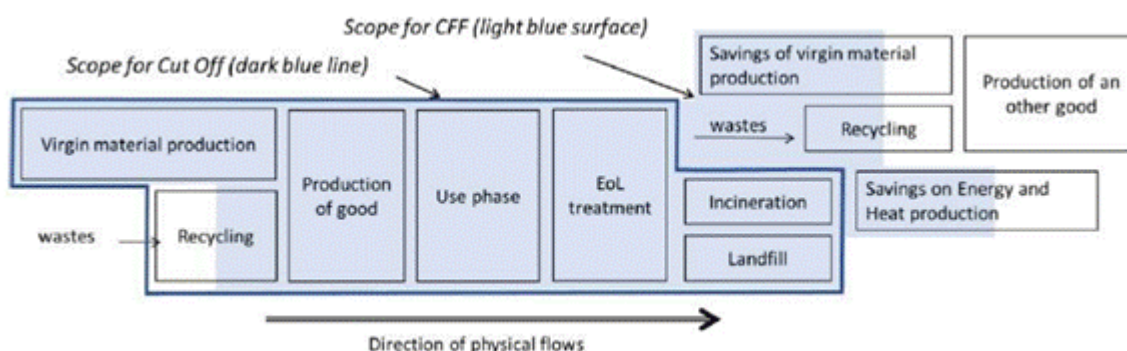 Scope for CFF (light blue surface)
Scope for Cut Off (dark blue line)
Savings of virgin material
production
Production of an
other good
wastes
Recycling
Virgin material production
Production
of good
Use phase
EoL
treatment
Incineration
Savings on Energy and
Heat production
wastes
Recycling
Landfill
Direction of physical flows